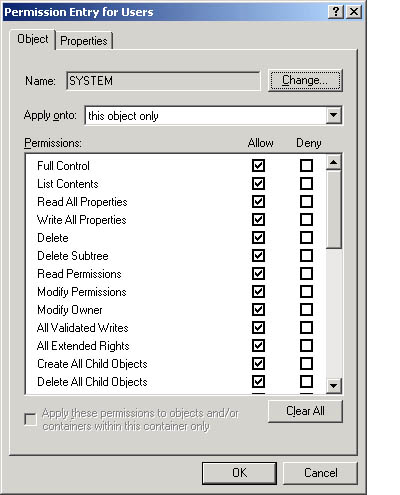 Permission Entry for Users
Object Properties
Name: SYSTEM Change...
Apply onto: this object only
Permissions: Allow Deny
Full Control
List Contents
Read All Properties
Write All Properties
Delete
Delete Subtree
Read Permissions
Modify Permissions
Modify Owner
All Validated Writes
All Extended Rights
Create All Child Objects
Delete All Child Objects
Apply these permissions to objects and/or
containers within this container only
Clear All
OK Cancel